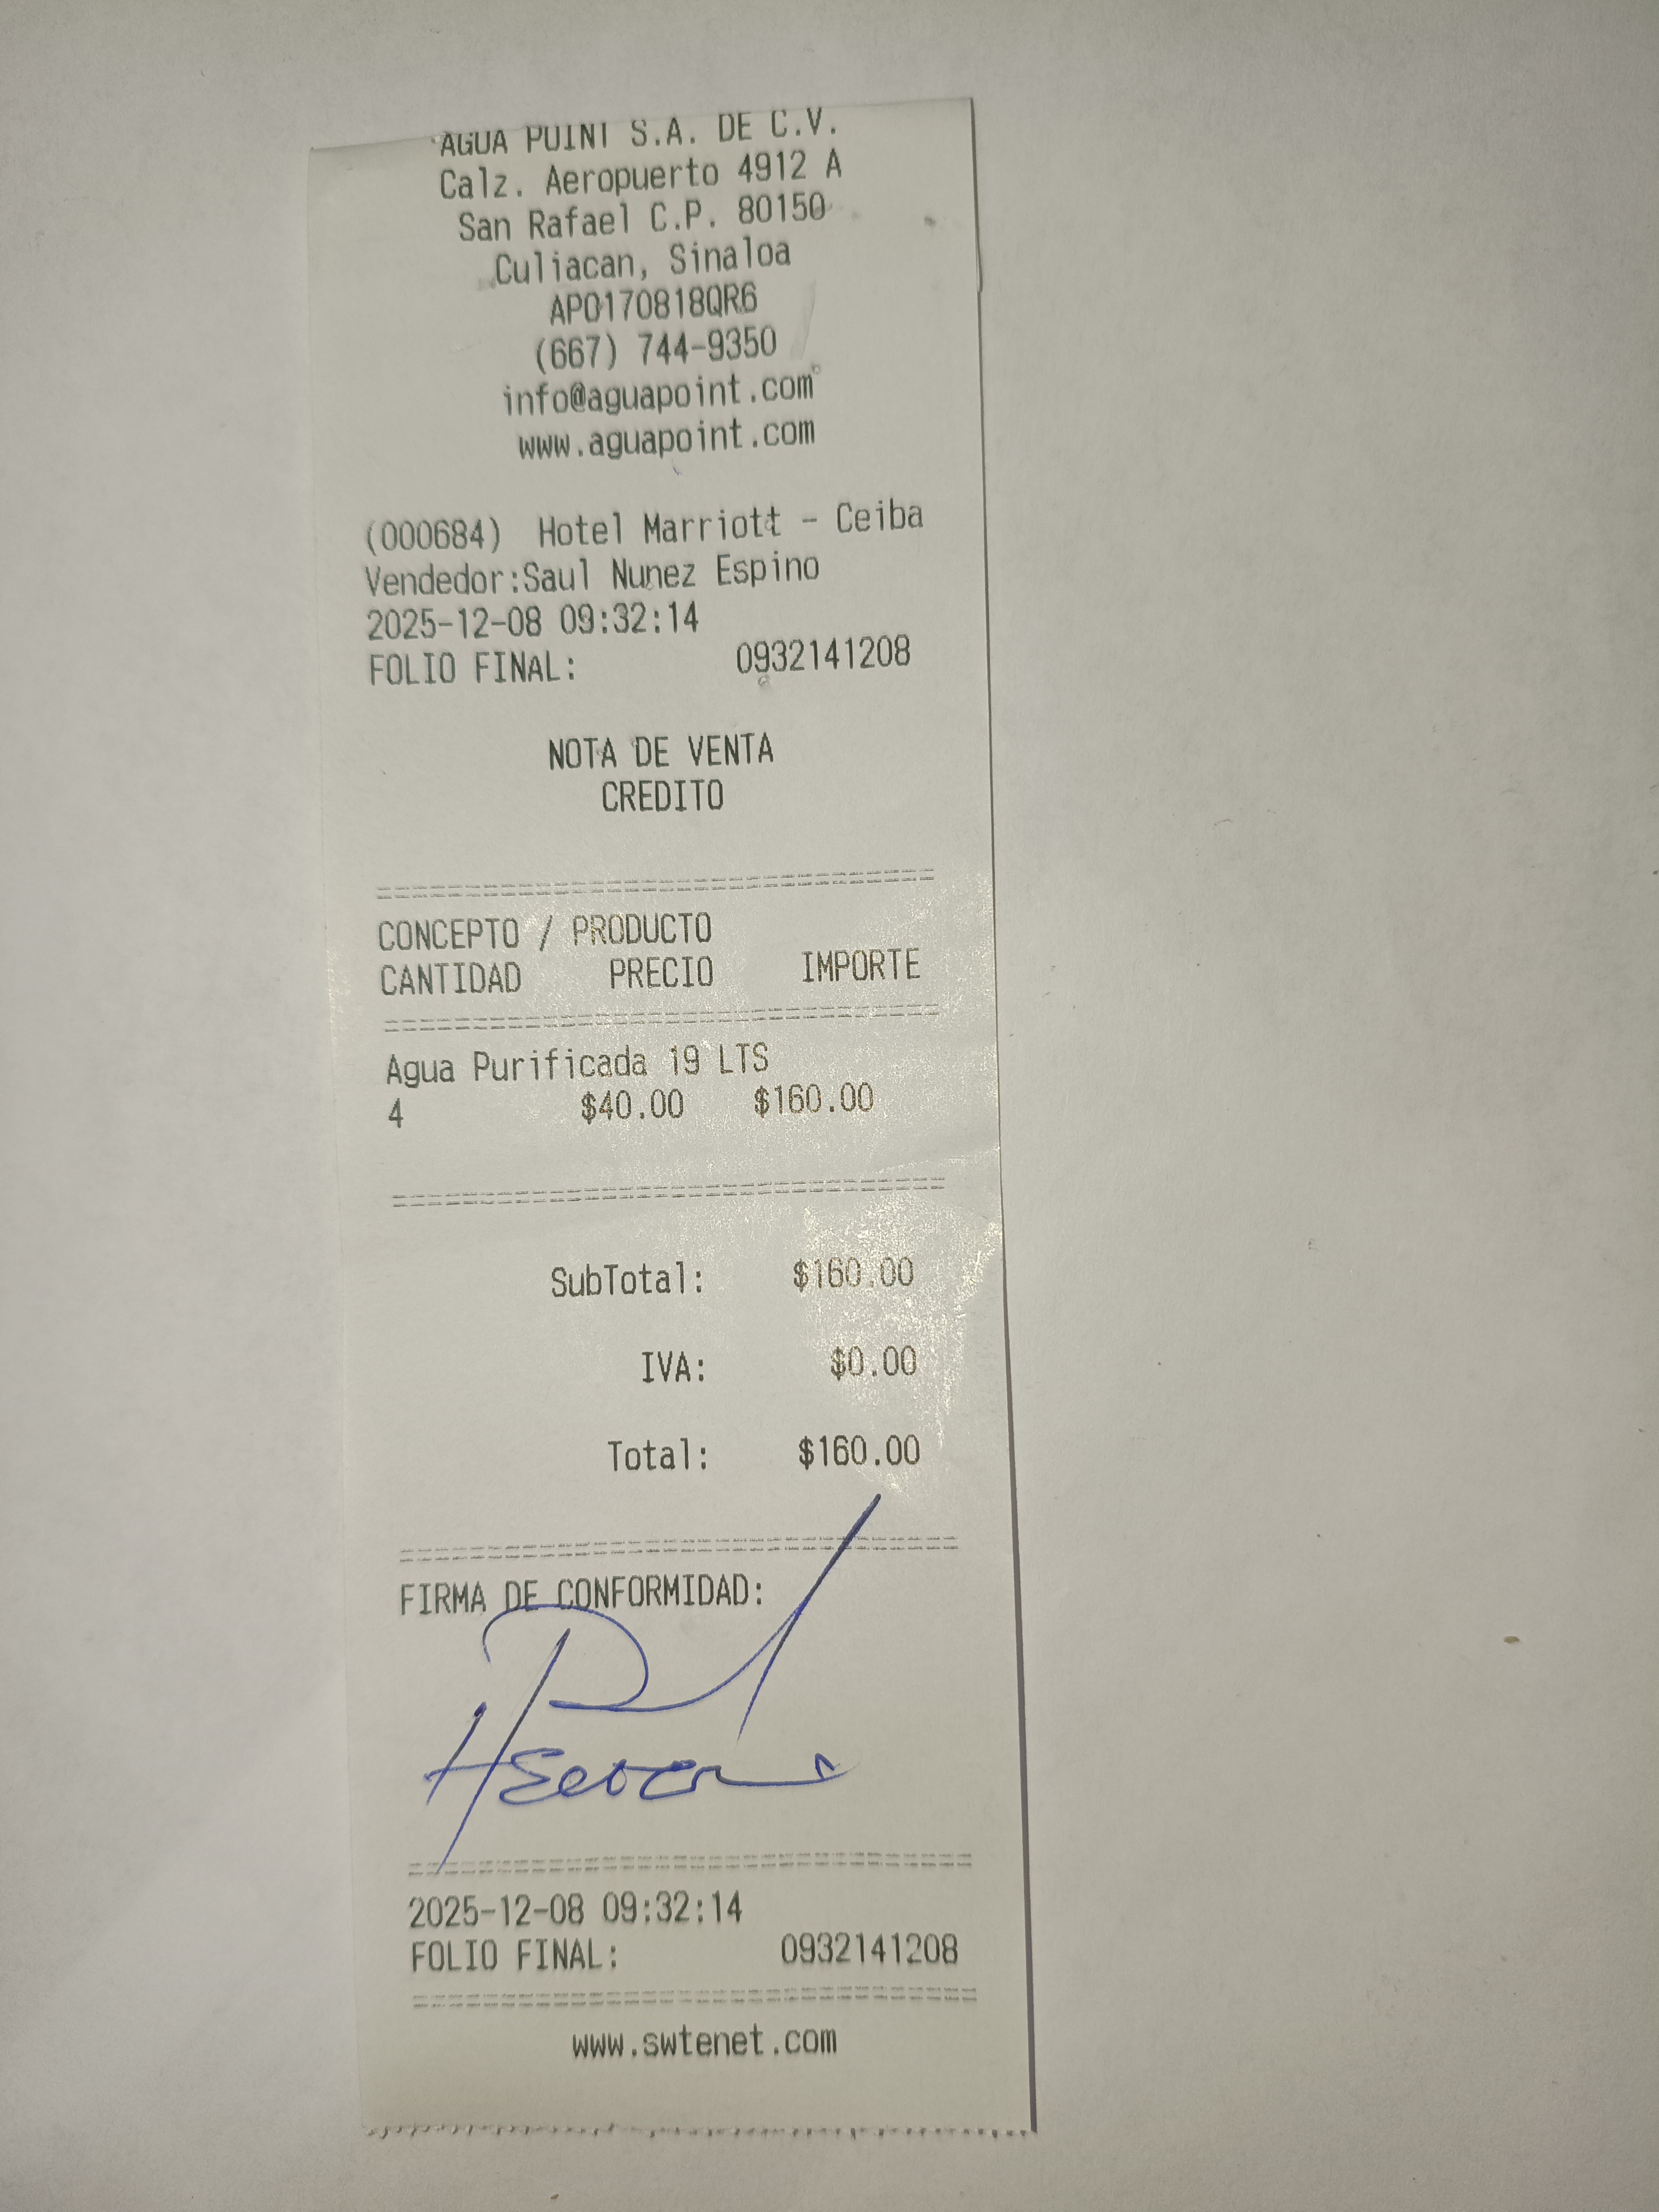 AGUA POINT S.A. DE C.V.
Calz. Aeropuerto 4912 A
San Rafael C.P. 80150
Culiacan, Sinaloa
APO170818QR6
(667) 744-9350
info@aguapoint.com
www.aguapoint.com
(000684) Hotel Marriott - Ceiba
Vendedor:Saul Nunez Espino
2025-12-08 09:32:14
FOLIO FINAL: 0932141208
NOTA DE VENTA
CREDITO
CONCEPTO / PRODUCTO
CANTIDAD PRECIO IMPORTE
Agua Purificada 19 LTS
4 $40.00 $160.00
SubTotal: $160.00
IVA: $0.00
Total: $160.00
FIRMA DE CONFORMIDAD:
2025-12-08 09:32:14
FOLIO FINAL: 0932141208
www.swtenet.com